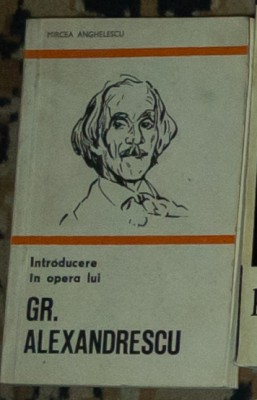 MIRCEA ANGHELESCU
Introducere
în opera lui
GR.
ALEXANDRESCU